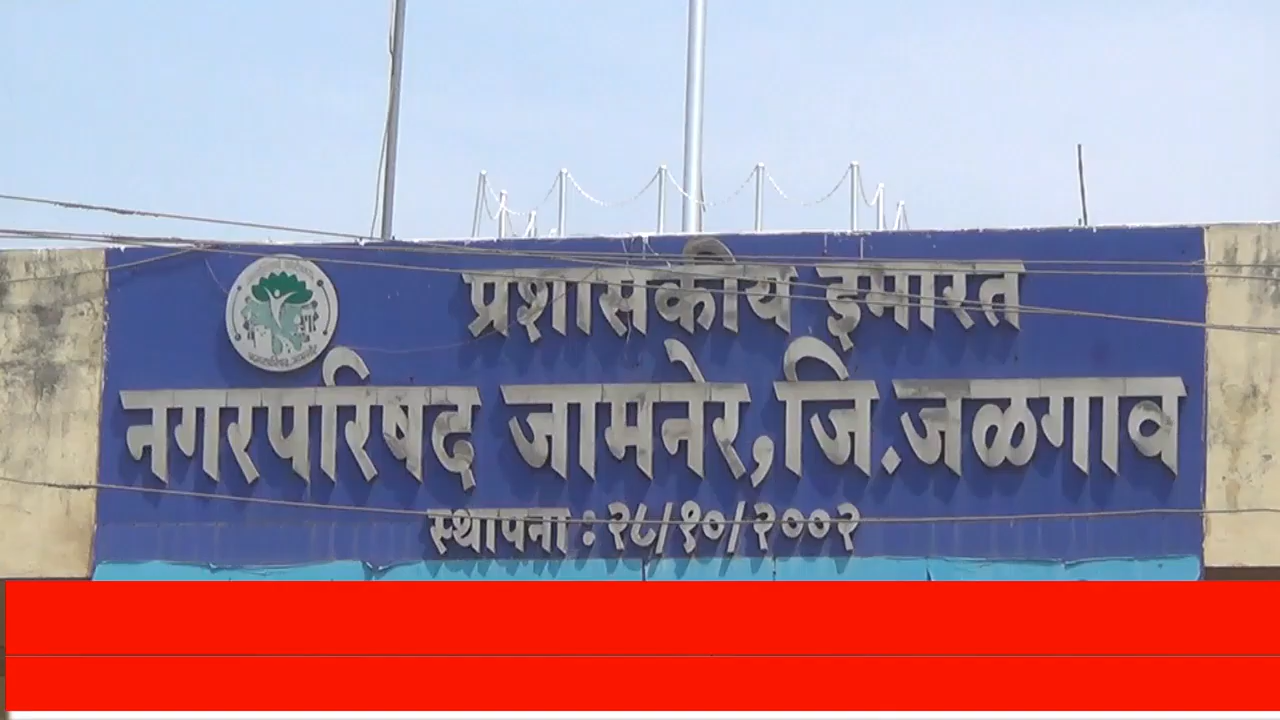 प्रशासकीय इमारत
नगरपरिषद जामनेर,जि.जळगाव
स्थापना : २८/१०/२००२